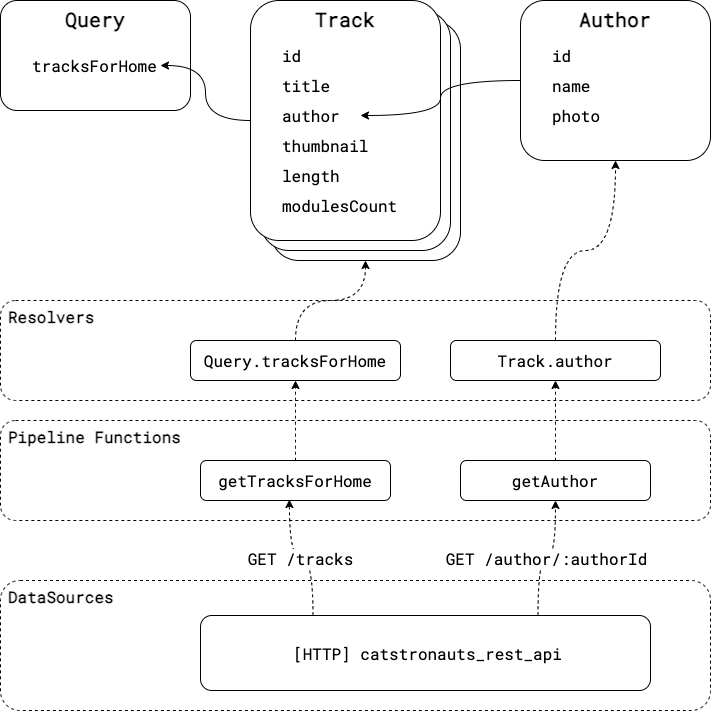 Query
tracksForHome
Track
id
title
author
thumbnail
length
modulesCount
Author
id
name
photo
Resolvers
Query.tracksForHome
Track.author
Pipeline Functions
getTracksForHome
getAuthor
GET /tracks
GET /author/:authorId
DataSources
[HTTP] catstronauts_rest_api